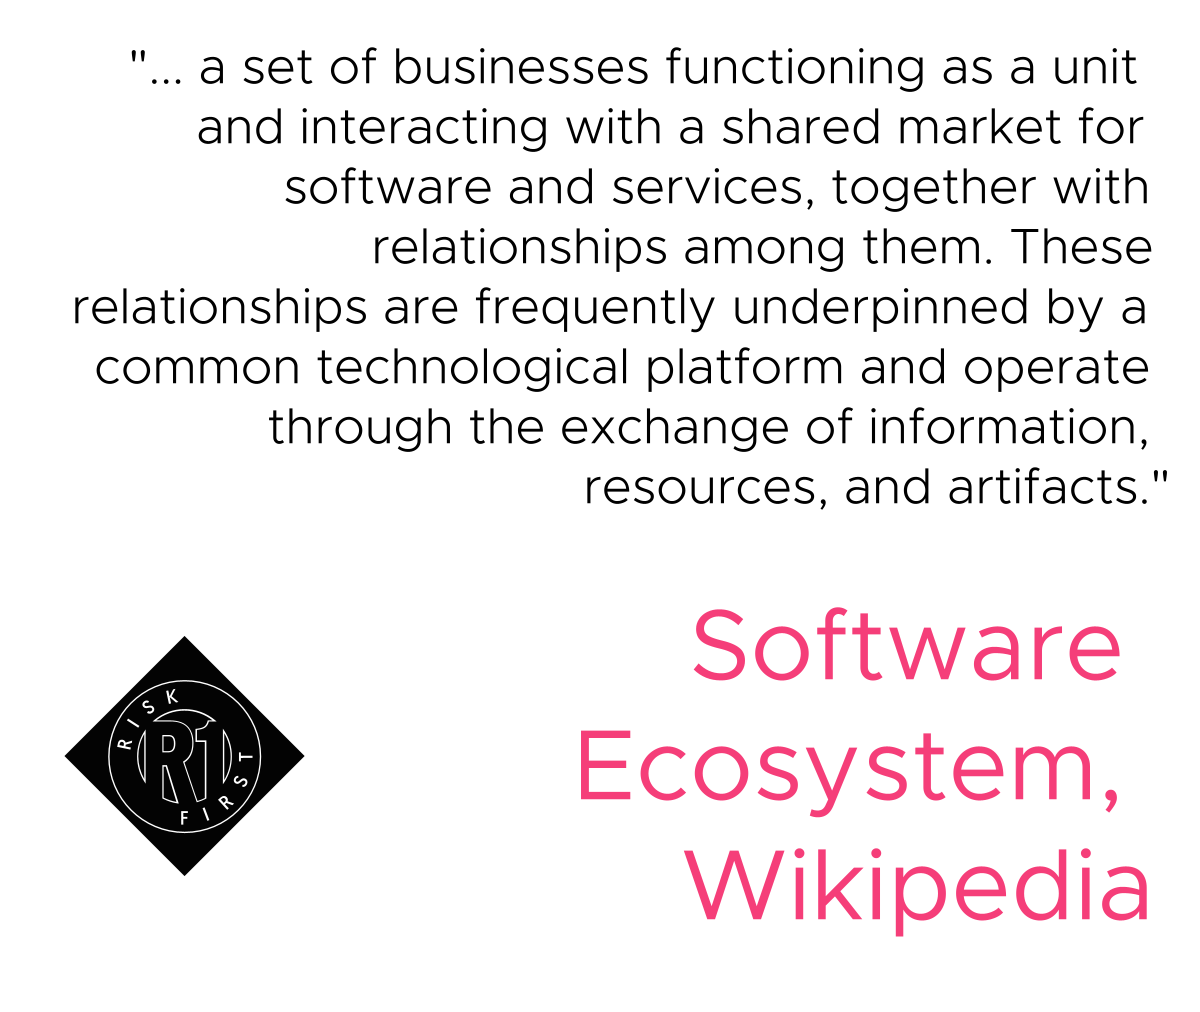 "... a set of businesses functioning as a unit
and interacting with a shared market for
software and services, together with
relationships among them. These
relationships are frequently underpinned by a
common technological platform and operate
through the exchange of information,
resources, and artifacts."
Software
Ecosystem,
Wikipedia
RISK
R1
FIRST